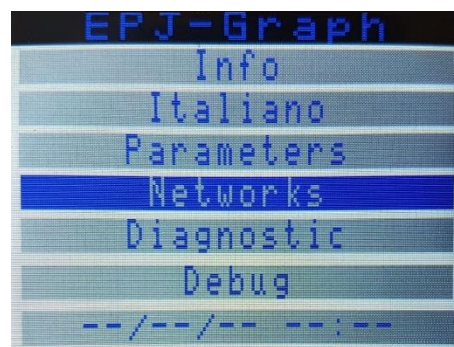 EPJ-Graph
Info
Italiano
Parameters
Networks
Diagnostic
Debug
--/--/-- --:--